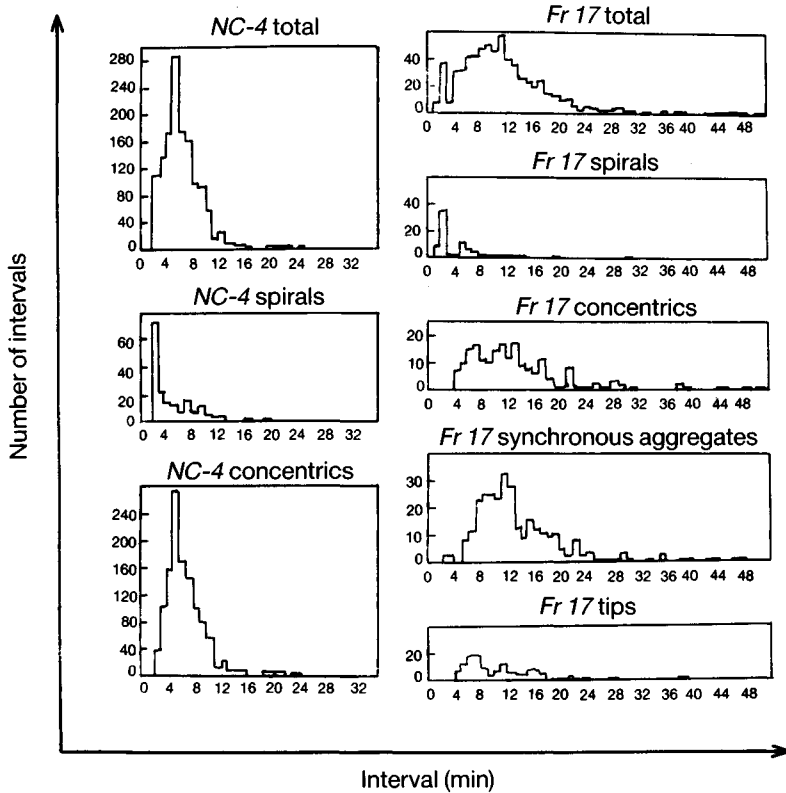 NC-4 total
280
240
200
160
120
80
40
0
0 4 8 12 16 20 24 28 32
NC-4 spirals
60
40
20
0
0 4 8 12 16 20 24 28 32
NC-4 concentrics
240
200
160
120
80
40
0
0 4 8 12 16 20 24 28 32
Fr 17 total
40
20
0
0 4 8 12 16 20 24 28 32 36 40 44 48
Fr 17 spirals
40
20
0
0 4 8 12 16 20 24 28 32 36 40 44 48
Fr 17 concentrics
20
10
0
0 4 8 12 16 20 24 28 32 36 40 44 48
Fr 17 synchronous aggregates
30
20
10
0
0 4 8 12 16 20 24 28 32 36 40 44 48
Fr 17 tips
20
0
0 4 8 12 16 20 24 28 32 36 40 44 48
Number of intervals
Interval (min)